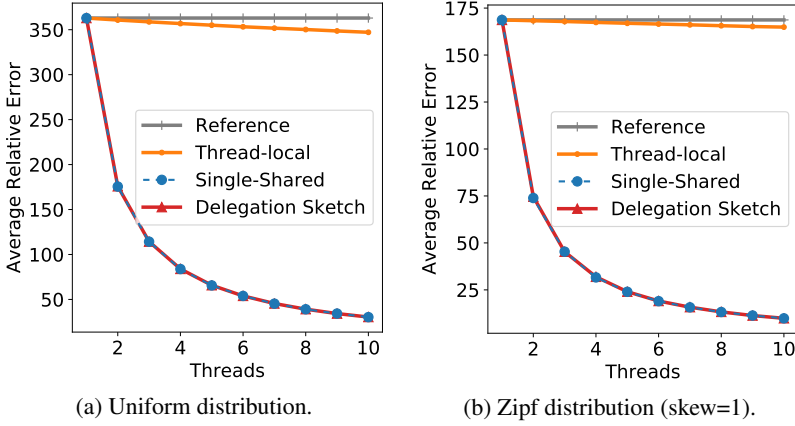 350
300
250
200
150
100
50
Average Relative Error
Reference
Thread-local
Single-Shared
Delegation Sketch
2 4 6 8 10
Threads
(a) Uniform distribution.
175
150
125
100
75
50
25
Average Relative Error
Reference
Thread-local
Single-Shared
Delegation Sketch
2 4 6 8 10
Threads
(b) Zipf distribution (skew=1).